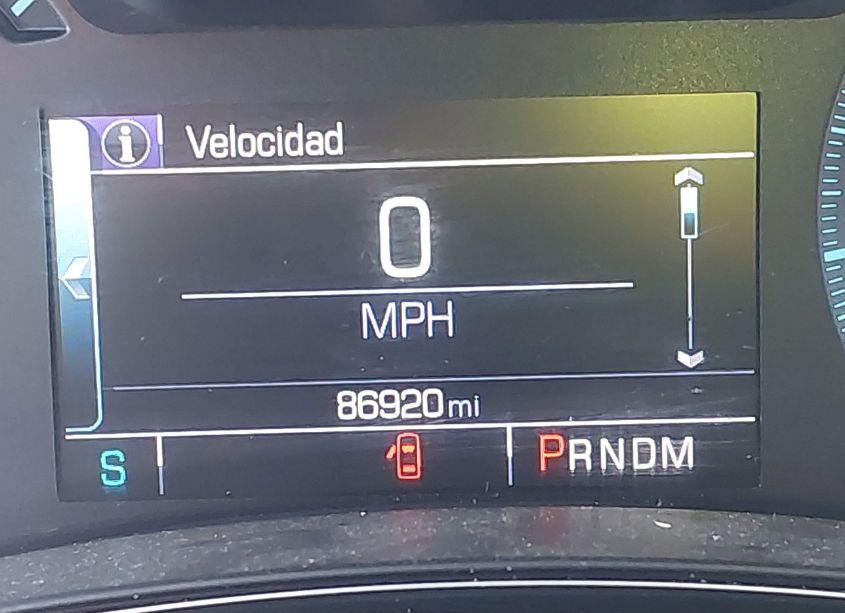 i Velocidad
0
MPH
86920 mi
S PRNDM